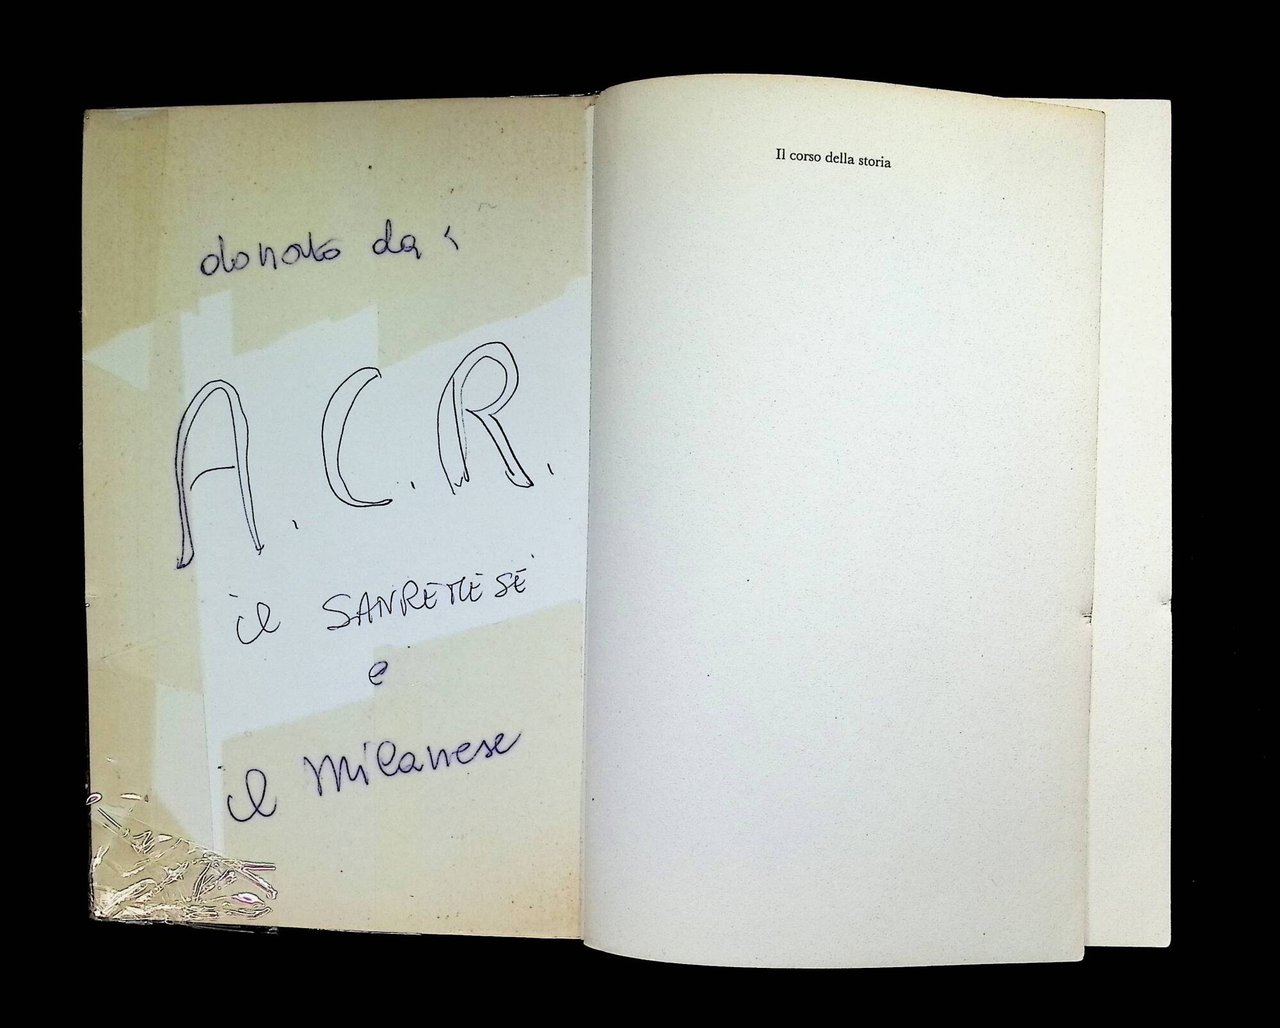 donato da
A.C.R.
il SANREMESE
e
il Milanese
Il corso della storia